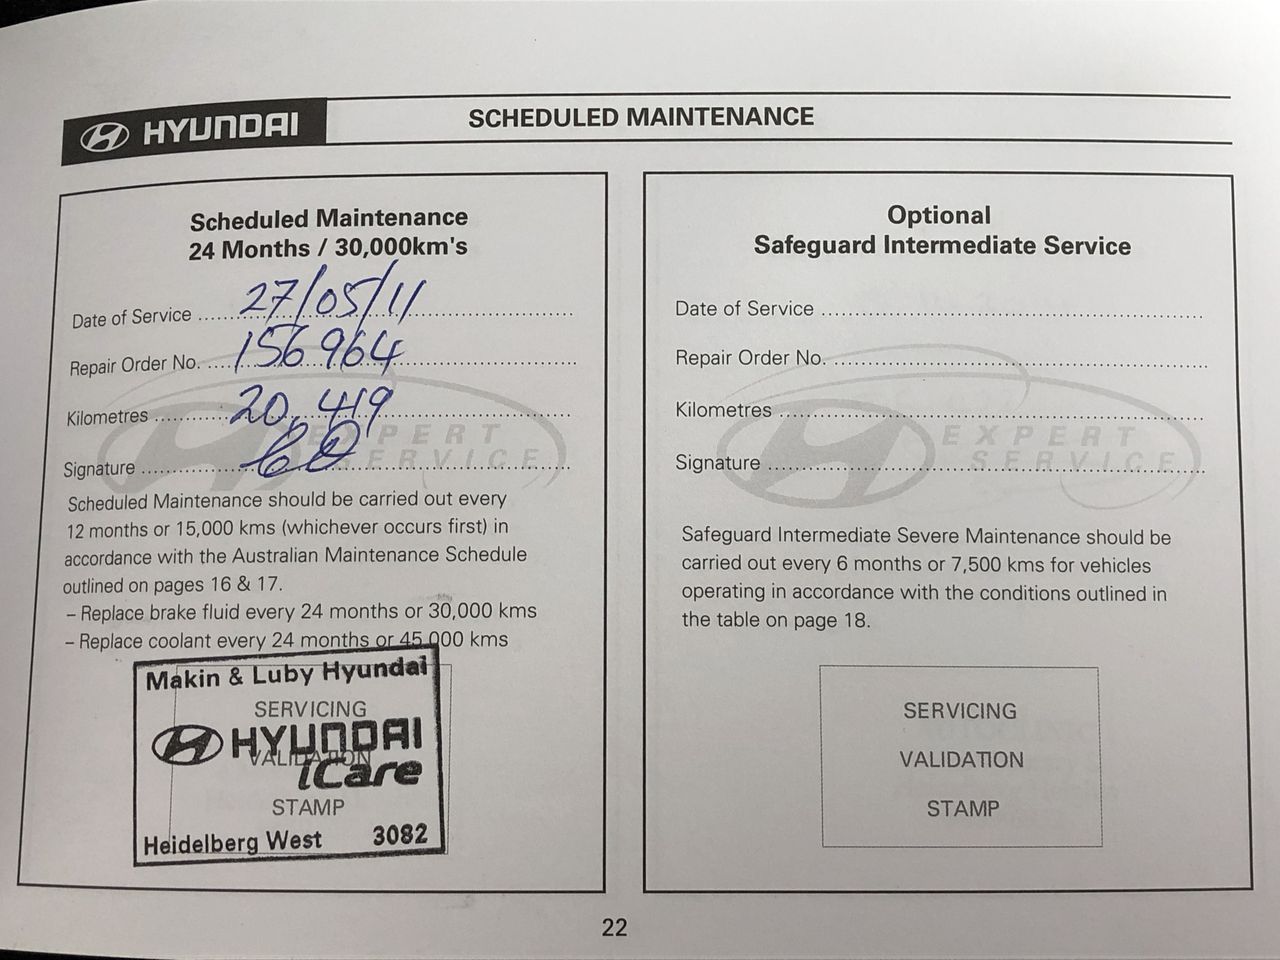 HYUNDAI
SCHEDULED MAINTENANCE
Scheduled Maintenance
24 Months / 30,000km's
Date of Service ........ 27/05/11
Repair Order No. ........ 156964
Kilometres ........ 20,419
Signature ........
EXPERT
SERVICE
Scheduled Maintenance should be carried out every
12 months or 15,000 kms (whichever occurs first) in
accordance with the Australian Maintenance Schedule
outlined on pages 16 & 17.
– Replace brake fluid every 24 months or 30,000 kms
– Replace coolant every 24 months or 45,000 kms
Makin & Luby Hyundai
SERVICING
HYUNDAI
VALIDATION
iCare
STAMP
Heidelberg West 3082
Optional
Safeguard Intermediate Service
Date of Service ........
Repair Order No. ........
Kilometres ........
EXPERT
Signature ........
SERVICE
Safeguard Intermediate Severe Maintenance should be
carried out every 6 months or 7,500 kms for vehicles
operating in accordance with the conditions outlined in
the table on page 18.
SERVICING
VALIDATION
STAMP
22